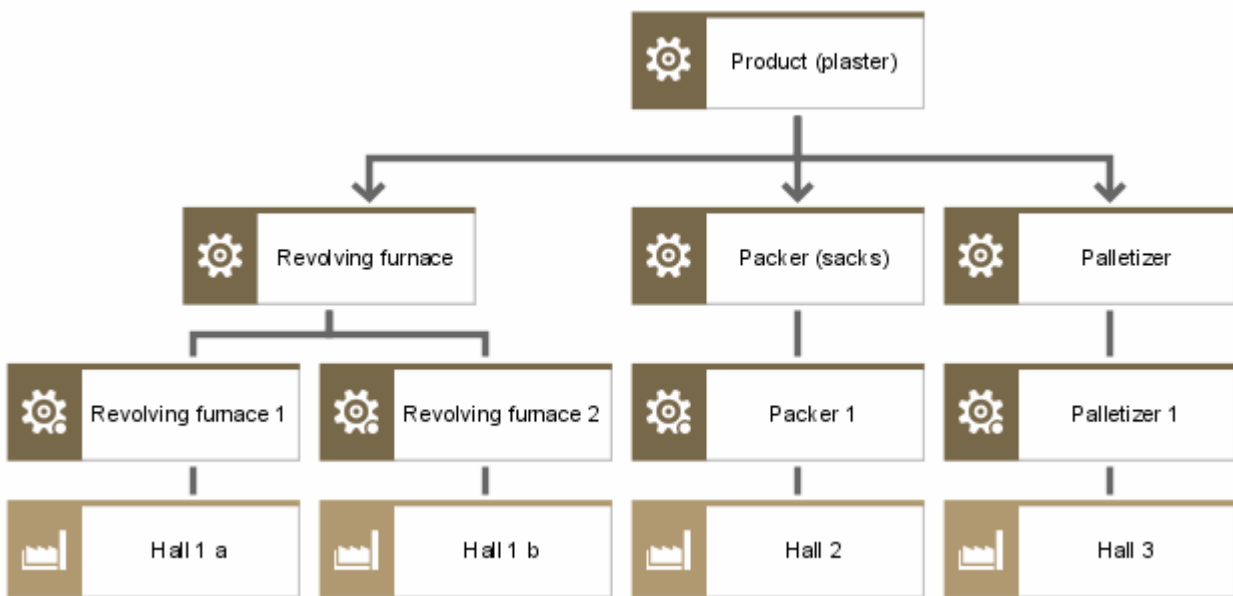 Product (plaster)
Revolving furnace
Packer (sacks)
Palletizer
Revolving furnace 1
Revolving furnace 2
Packer 1
Palletizer 1
Hall 1 a
Hall 1 b
Hall 2
Hall 3